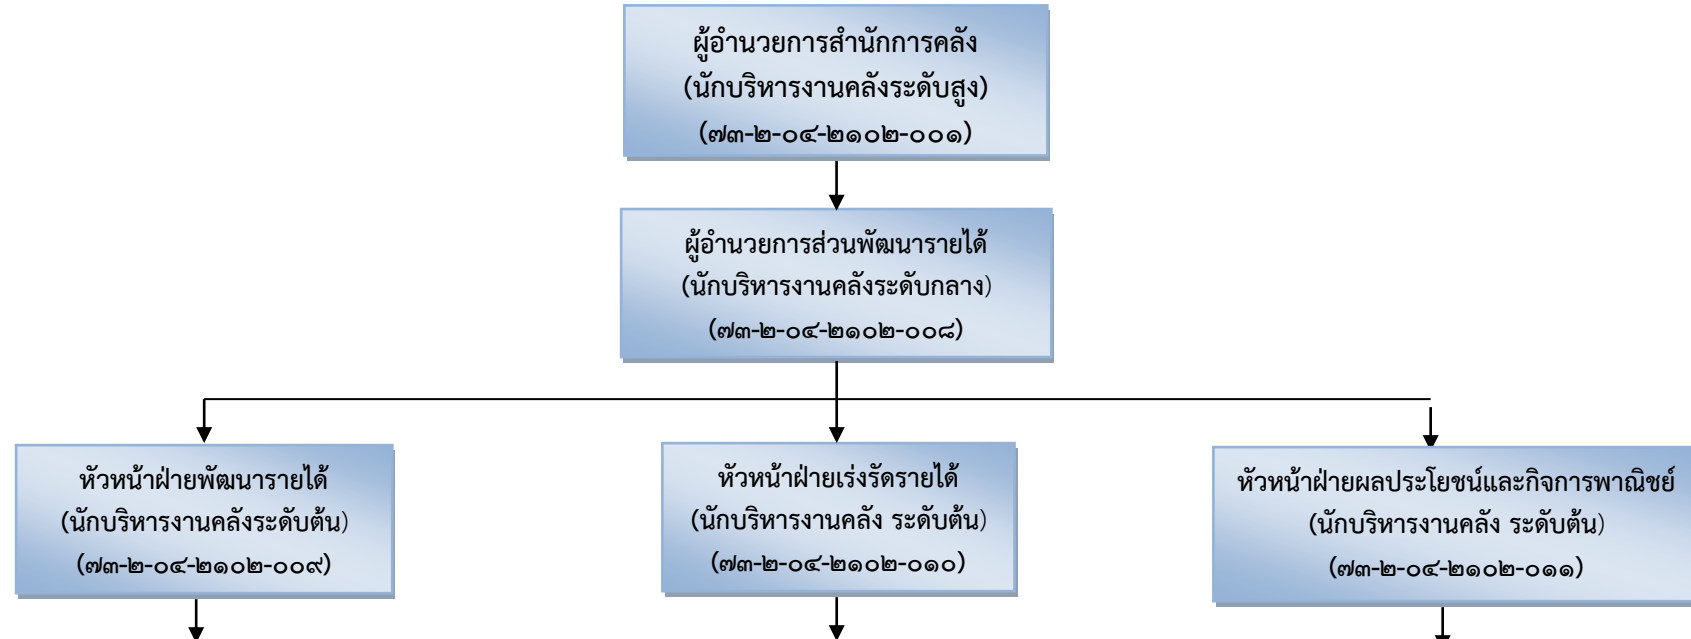 ผู้อำนวยการสำนักการคลัง
(นักบริหารงานคลังระดับสูง)
(๗๓-๒-๐๔-๒๑๐๒-๐๐๑)
ผู้อำนวยการส่วนพัฒนารายได้
(นักบริหารงานคลังระดับกลาง)
(๗๓-๒-๐๔-๒๑๐๒-๐๐๘)
หัวหน้าฝ่ายพัฒนารายได้
(นักบริหารงานคลังระดับต้น)
(๗๓-๒-๐๔-๒๑๐๒-๐๐๙)
หัวหน้าฝ่ายเร่งรัดรายได้
(นักบริหารงานคลัง ระดับต้น)
(๗๓-๒-๐๔-๒๑๐๒-๐๑๐)
หัวหน้าฝ่ายผลประโยชน์และกิจการพาณิชย์
(นักบริหารงานคลัง ระดับต้น)
(๗๓-๒-๐๔-๒๑๐๒-๐๑๑)